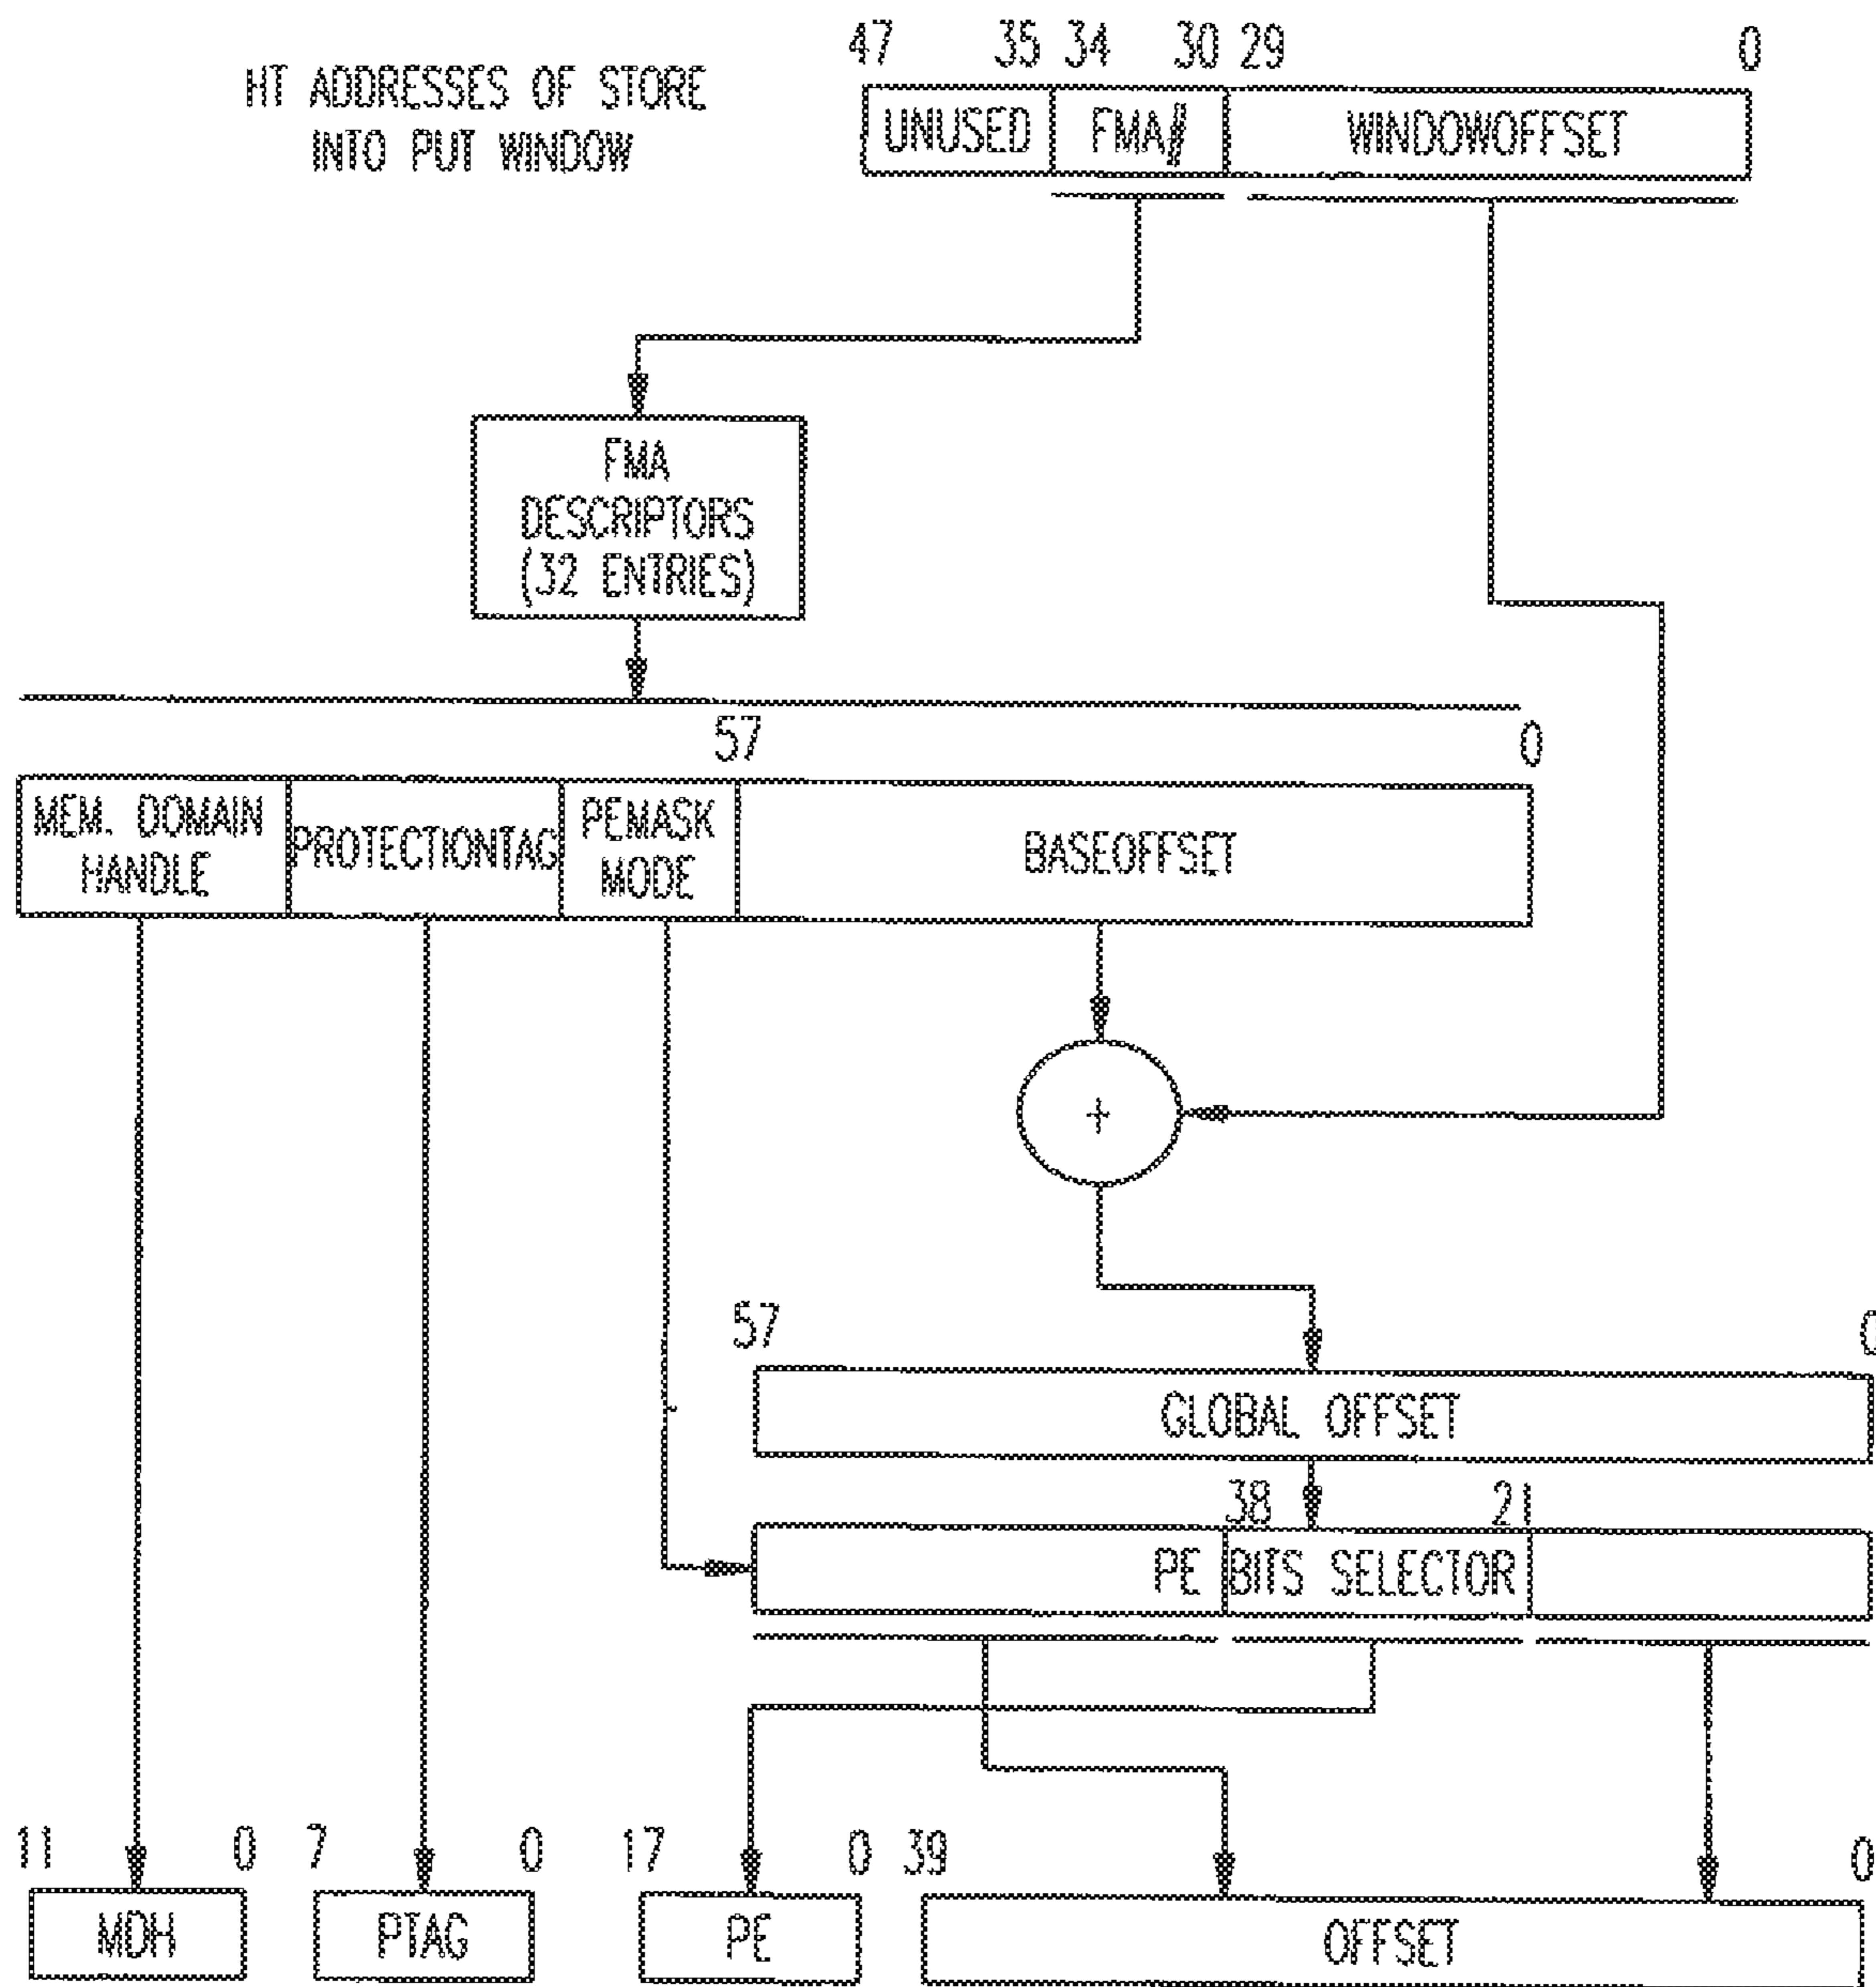 HT ADDRESSES OF STORE
INTO PUT WINDOW
47 35 34 30 29 0
UNUSED FMA# WINDOWOFFSET
FMA
DESCRIPTORS
(32 ENTRIES)
57 0
MEM. DOMAIN
HANDLE
PROTECTIONTAG
PEMASK
MODE
BASEOFFSET
+
57 0
GLOBAL OFFSET
38 21
PE BITS SELECTOR
11 0 7 0 17 0 39 0
MDH PTAG PE OFFSET